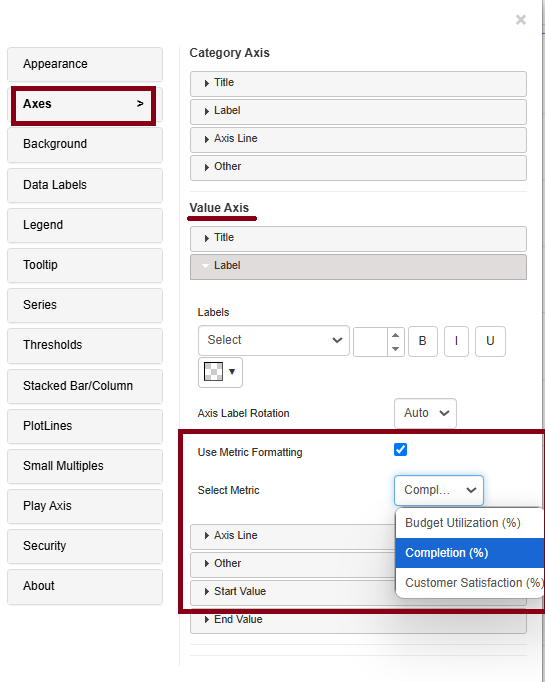 ×
Appearance
Axes >
Background
Data Labels
Legend
Tooltip
Series
Thresholds
Stacked Bar/Column
PlotLines
Small Multiples
Play Axis
Security
About
Category Axis
Title
Label
Axis Line
Other
Value Axis
Title
Label
Labels
Select
B I U
Axis Label Rotation Auto
Use Metric Formatting
Select Metric Compl...
Budget Utilization (%)
Completion (%)
Customer Satisfaction (%)
Axis Line
Other
Start Value
End Value